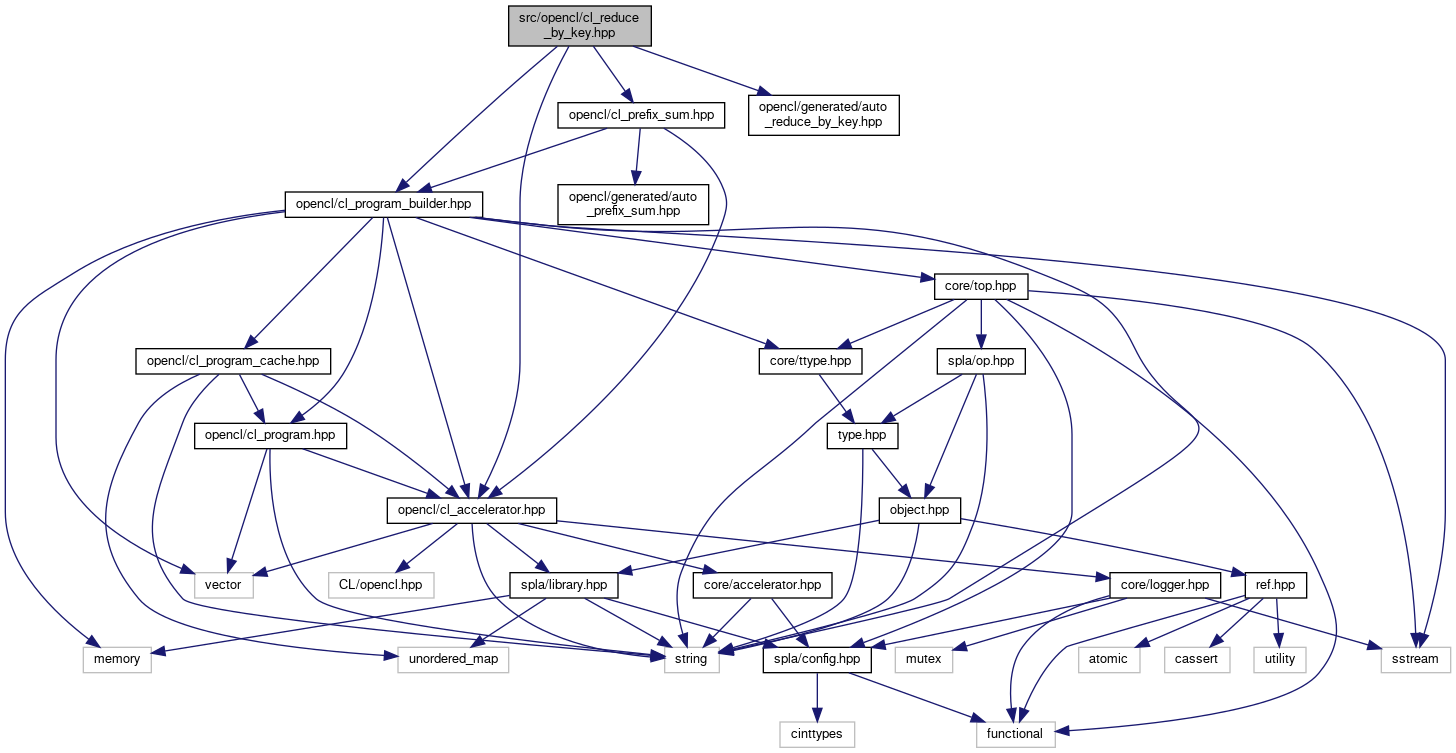 src/opencl/cl_reduce
_by_key.hpp
opencl/generated/auto
_reduce_by_key.hpp
opencl/cl_prefix_sum.hpp
opencl/generated/auto
_prefix_sum.hpp
opencl/cl_program_builder.hpp
core/top.hpp
opencl/cl_program_cache.hpp
core/ttype.hpp
spla/op.hpp
opencl/cl_program.hpp
type.hpp
opencl/cl_accelerator.hpp
object.hpp
vector
CL/opencl.hpp
spla/library.hpp
core/accelerator.hpp
core/logger.hpp
ref.hpp
memory
unordered_map
string
spla/config.hpp
mutex
atomic
cassert
utility
sstream
cinttypes
functional